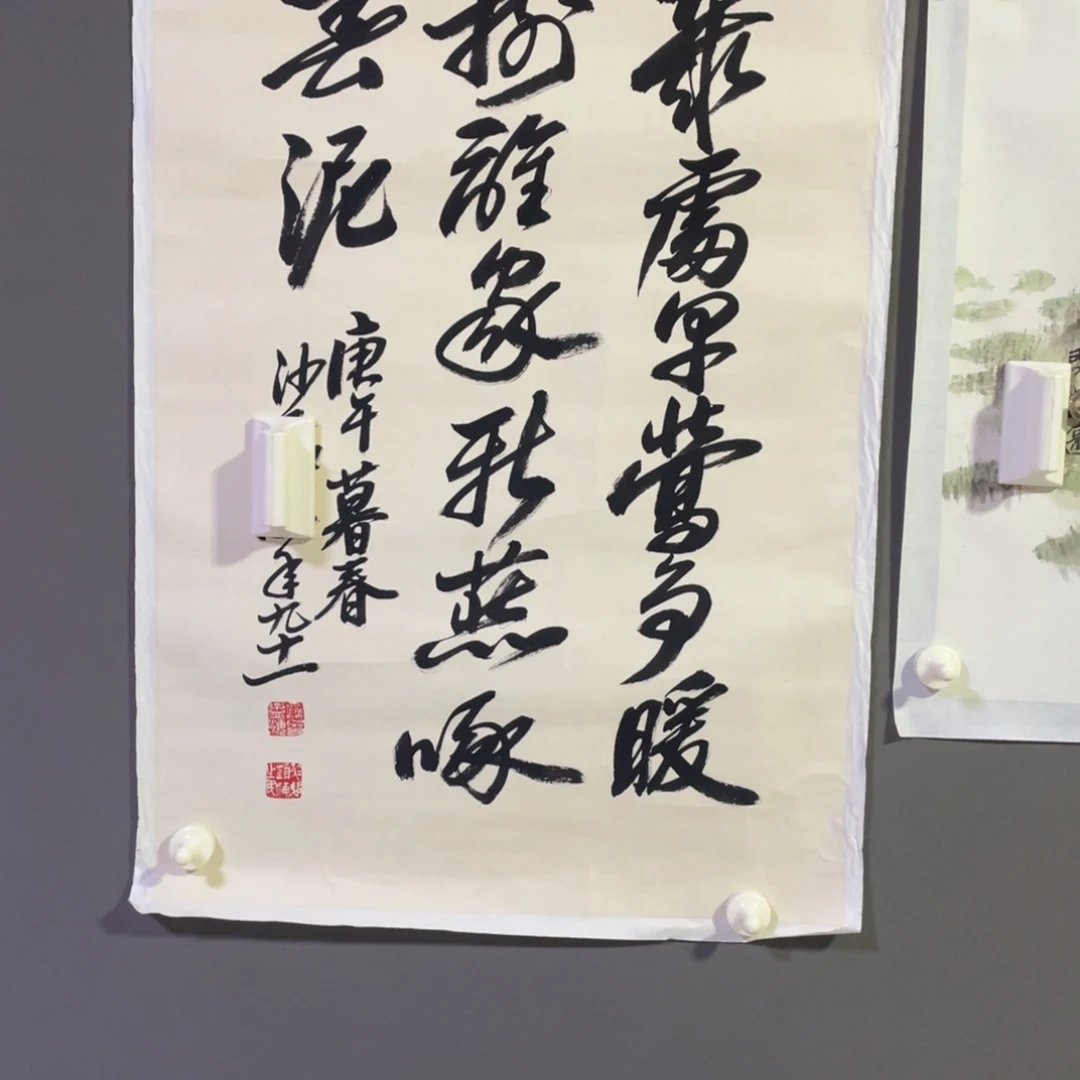 處早鶯爭暖
樹誰家新燕啄
春泥
庚午暮春
沙
年九十一